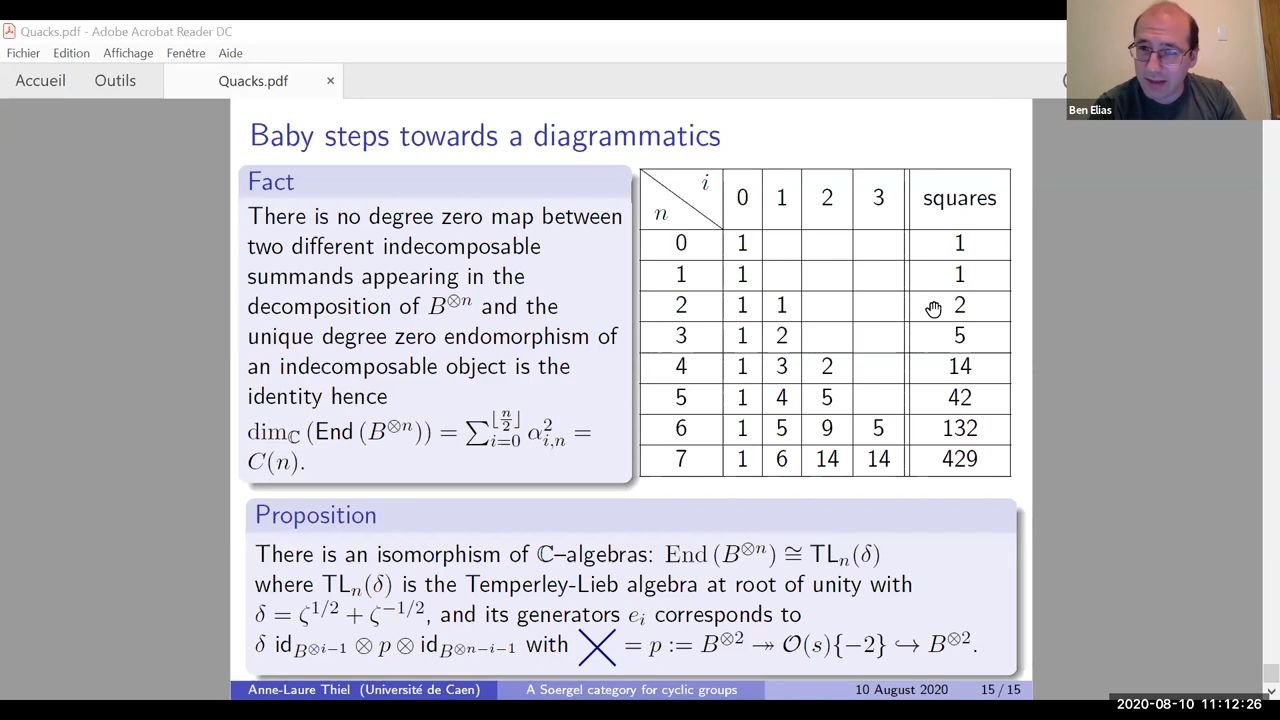 Quacks.pdf - Adobe Acrobat Reader DC
Fichier Edition Affichage Fenêtre Aide
Accueil Outils Quacks.pdf ×
Ben Elias
Baby steps towards a diagrammatics
Fact
There is no degree zero map between
two different indecomposable
summands appearing in the
decomposition of B^{⊗n} and the
unique degree zero endomorphism of
an indecomposable object is the
identity hence
dim_ℂ (End (B^{⊗n})) = ∑_{i=0}^{⌊n/2⌋} α_{i,n}^2 =
C(n).
n i 0 1 2 3 squares
0 1 1
1 1 1
2 1 1 2
3 1 2 5
4 1 3 2 14
5 1 4 5 42
6 1 5 9 5 132
7 1 6 14 14 429
Proposition
There is an isomorphism of ℂ–algebras: End (B^{⊗n}) ≅ TL_n(δ)
where TL_n(δ) is the Temperley-Lieb algebra at root of unity with
δ = ζ^{1/2} + ζ^{−1/2}, and its generators e_i corresponds to
δ id_{B^{⊗i−1}} ⊗ p ⊗ id_{B^{⊗n−i−1}} with = p := B^{⊗2} ↠ O(s){−2} ↪ B^{⊗2}.
Anne-Laure Thiel (Université de Caen) A Soergel category for cyclic groups 10 August 2020 15 / 15
2020-08-10 11:12:26